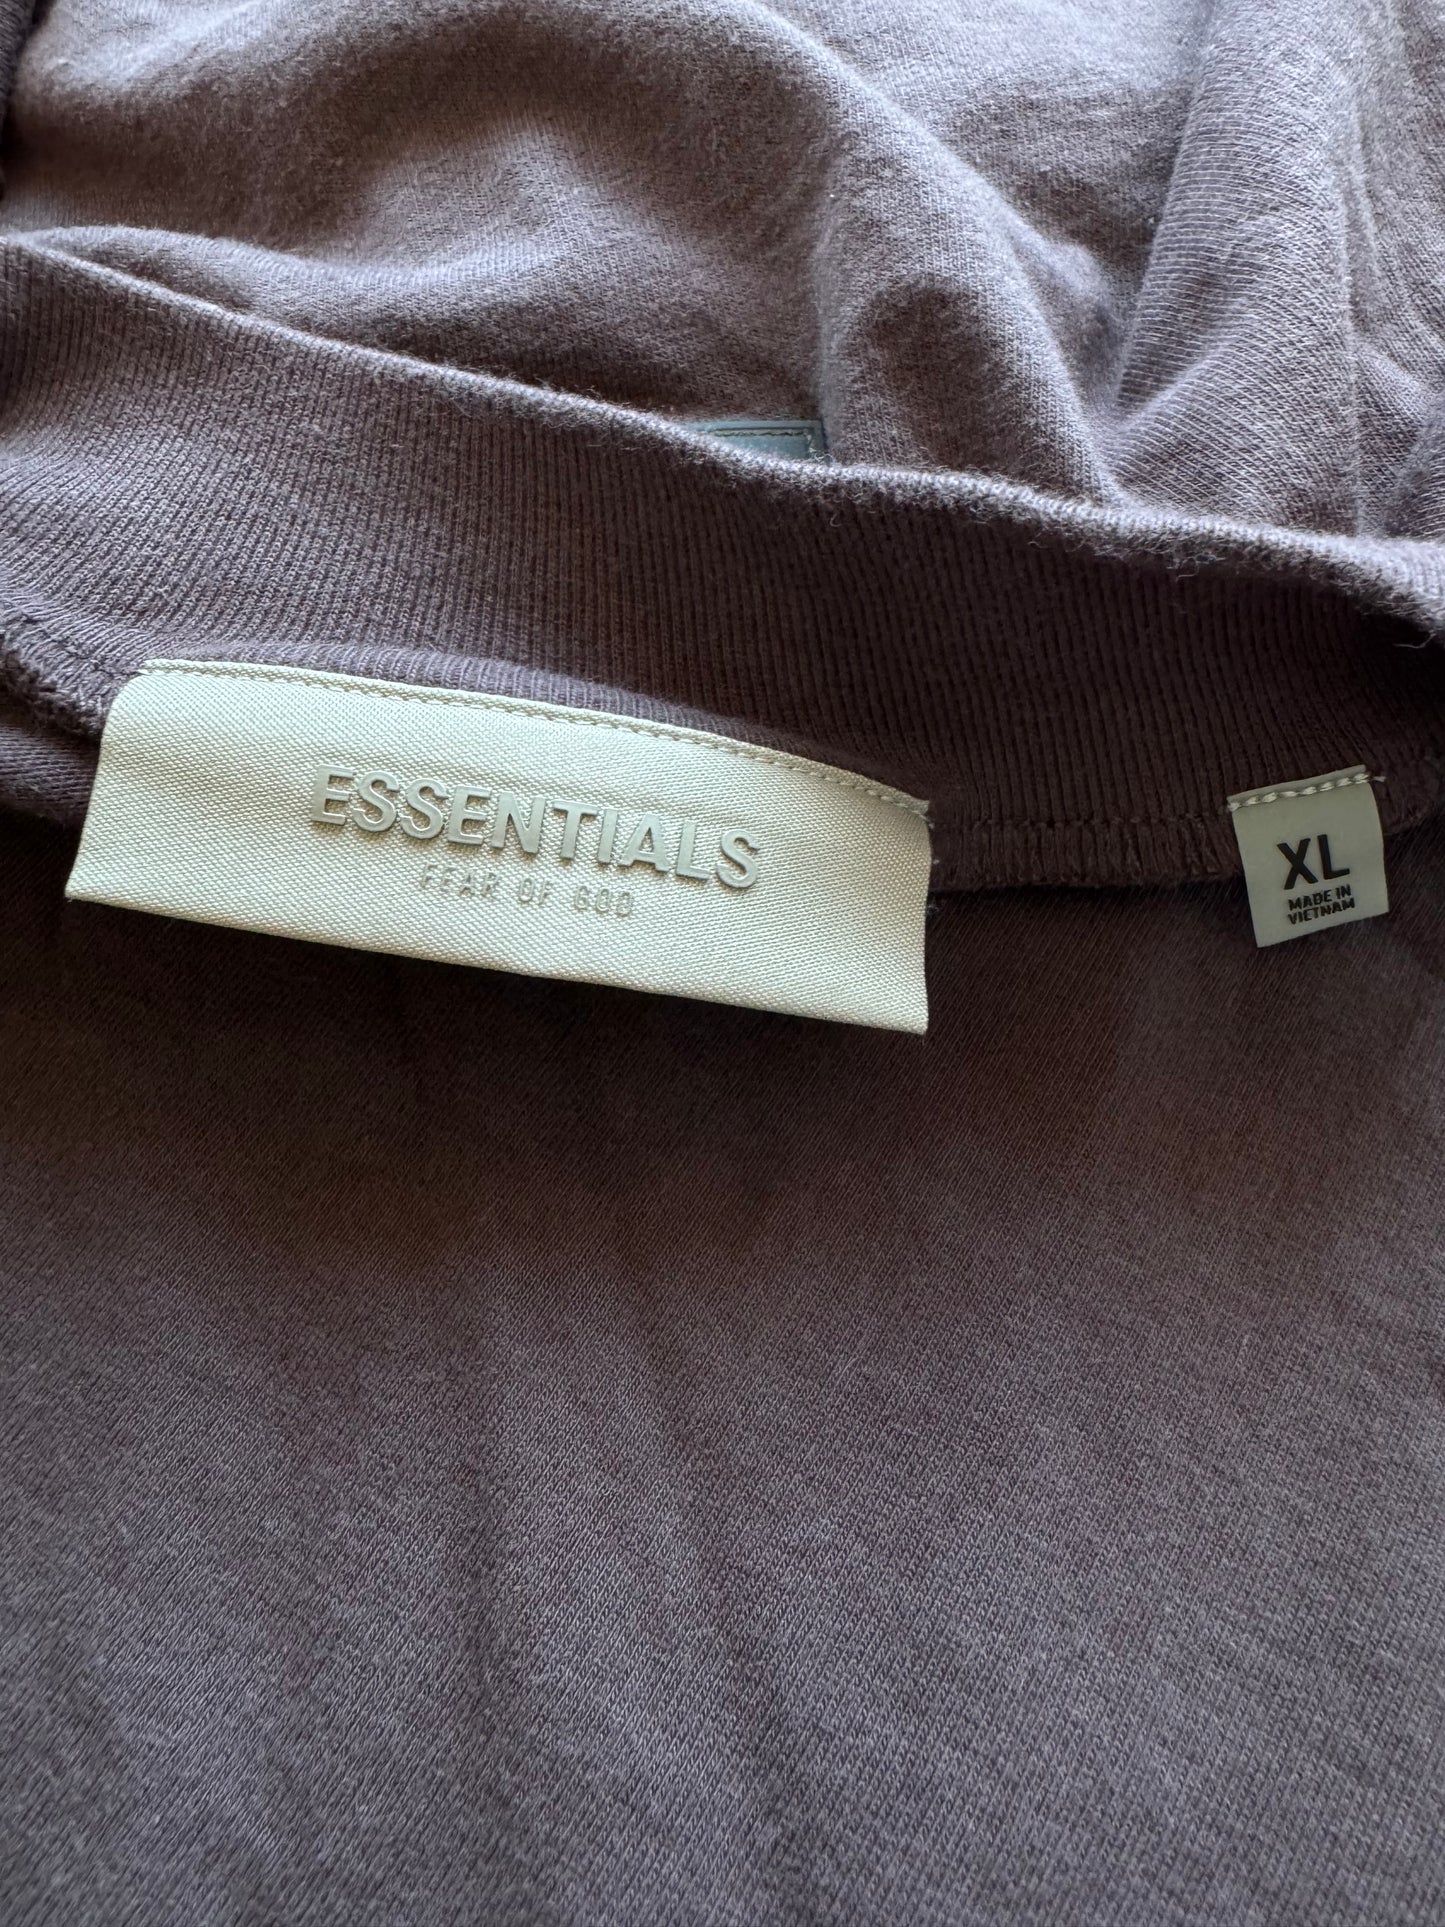 ESSENTIALS
FEAR OF GOD
XL
MADE IN
VIETNAM